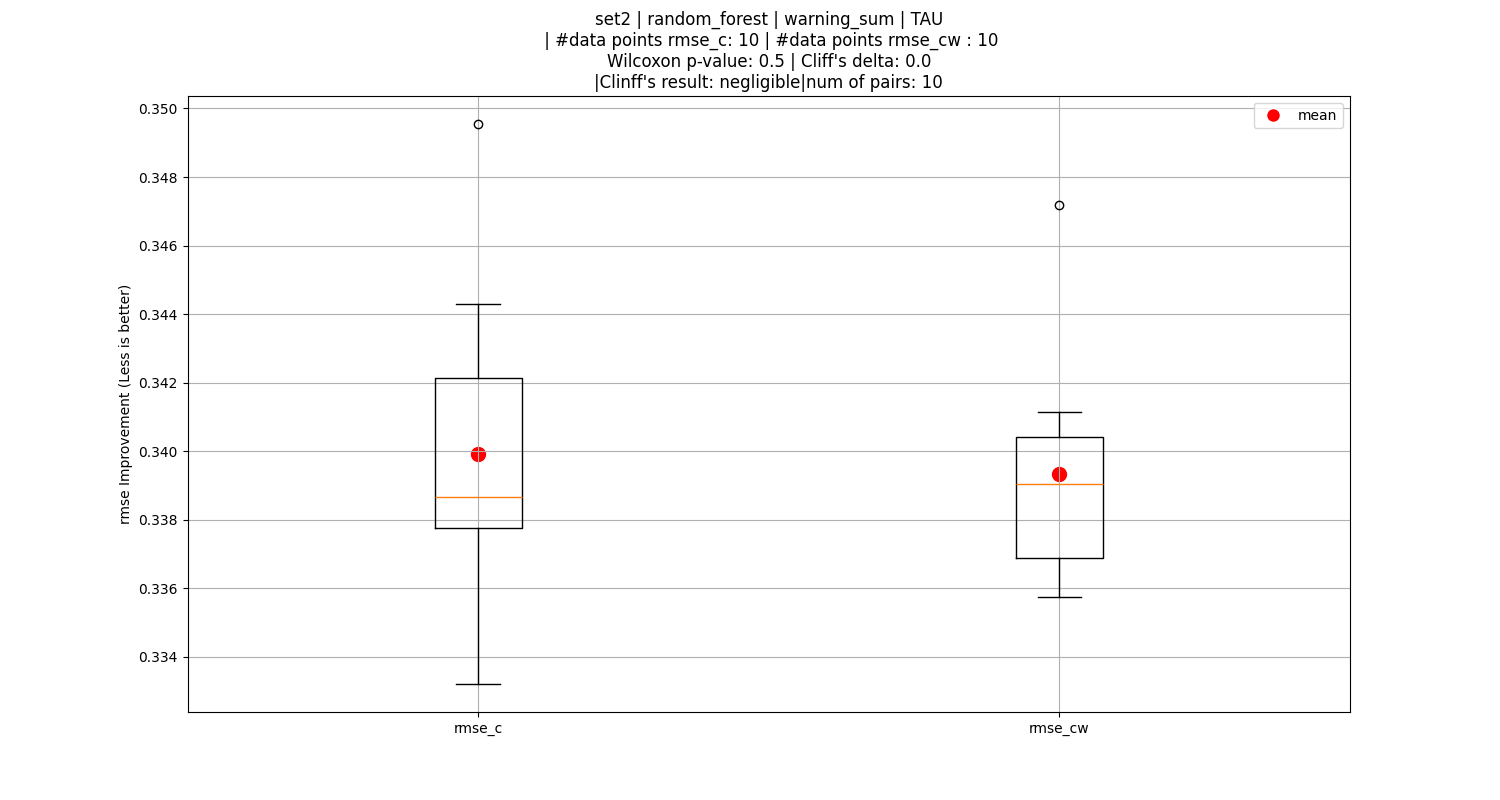 set2 | random_forest | warning_sum | TAU
| #data points rmse_c: 10 | #data points rmse_cw : 10
Wilcoxon p-value: 0.5 | Cliff's delta: 0.0
|Clinff's result: negligible|num of pairs: 10
mean
rmse Improvement (Less is better)
0.350
0.348
0.346
0.344
0.342
0.340
0.338
0.336
0.334
rmse_c
rmse_cw